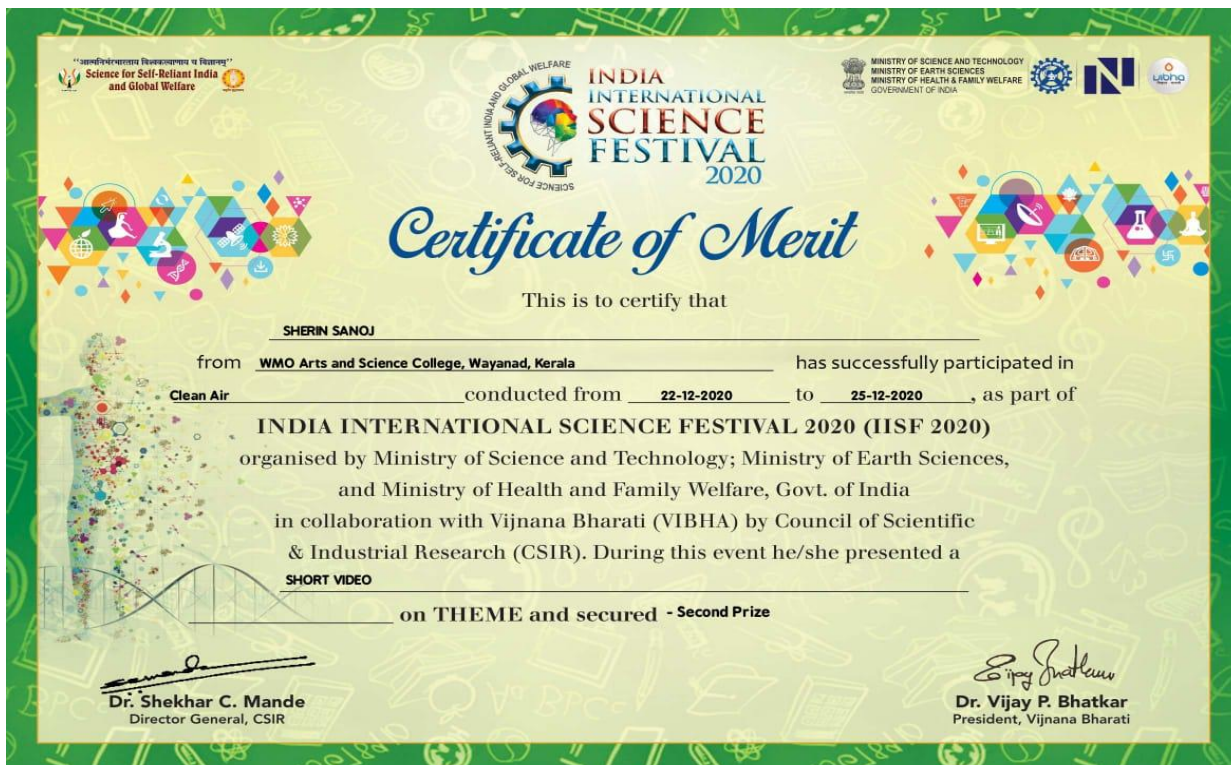 "आत्मनिर्भरभारताय विश्वकल्याणाय च विज्ञानम्"
Science for Self-Reliant India
and Global Welfare
SCIENCE FOR SELF-RELIANT INDIA AND GLOBAL WELFARE
INDIA
INTERNATIONAL
SCIENCE
FESTIVAL
2020
MINISTRY OF SCIENCE AND TECHNOLOGY
MINISTRY OF EARTH SCIENCES
MINISTRY OF HEALTH & FAMILY WELFARE
GOVERNMENT OF INDIA
vibha
Certificate of Merit
This is to certify that
SHERIN SANOJ
from WMO Arts and Science College, Wayanad, Kerala has successfully participated in
Clean Air conducted from 22-12-2020 to 25-12-2020, as part of
INDIA INTERNATIONAL SCIENCE FESTIVAL 2020 (IISF 2020)
organised by Ministry of Science and Technology; Ministry of Earth Sciences,
and Ministry of Health and Family Welfare, Govt. of India
in collaboration with Vijnana Bharati (VIBHA) by Council of Scientific
& Industrial Research (CSIR). During this event he/she presented a
SHORT VIDEO
on THEME and secured - Second Prize
Dr. Shekhar C. Mande
Director General, CSIR
Dr. Vijay P. Bhatkar
President, Vijnana Bharati